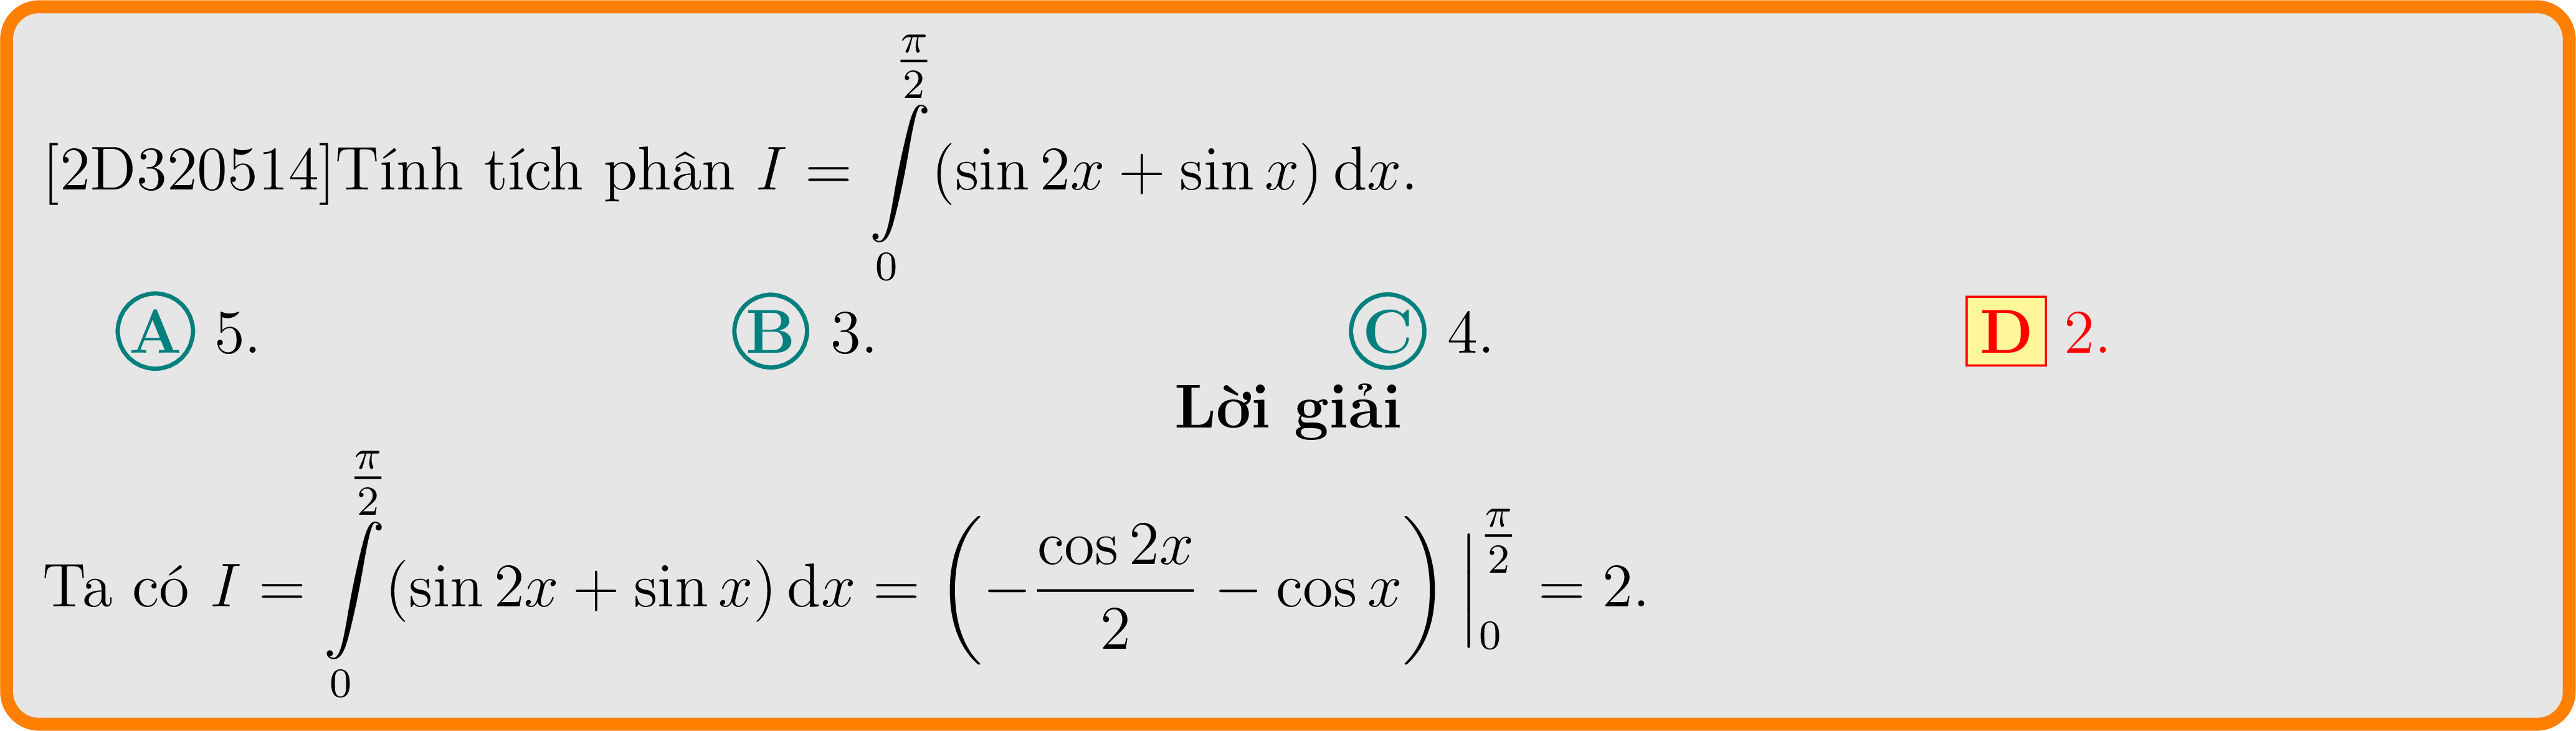 [2D320514]Tính tích phân $I = \int\limits_{0}^{\frac{\pi}{2}} (\sin 2x + \sin x)\,\mathrm{d}x.$
A 5. B 3. C 4. D 2.
Lời giải
Ta có $I = \int\limits_{0}^{\frac{\pi}{2}} (\sin 2x + \sin x)\,\mathrm{d}x = \left(-\frac{\cos 2x}{2} - \cos x\right)\Big|_{0}^{\frac{\pi}{2}} = 2.$